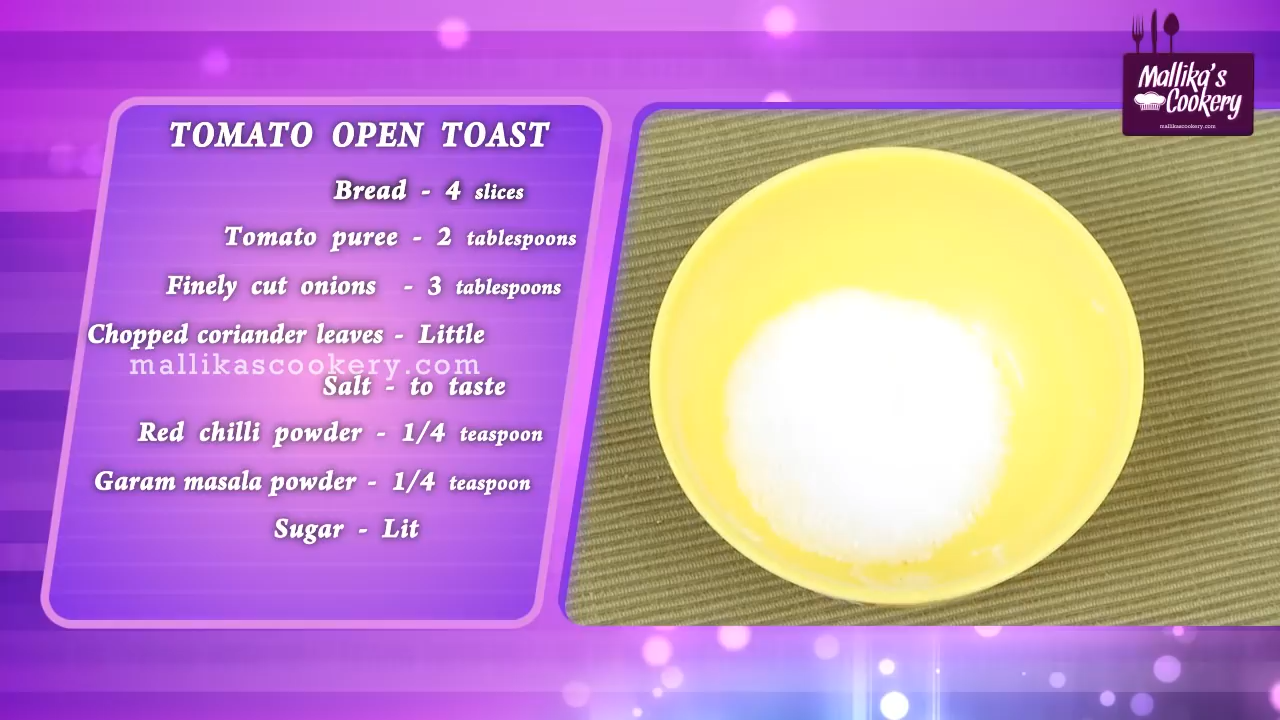 Mallika's
Cookery
mallikascookery.com
TOMATO OPEN TOAST
Bread - 4 slices
Tomato puree - 2 tablespoons
Finely cut onions - 3 tablespoons
Chopped coriander leaves - Little
mallikascookery.com
Salt - to taste
Red chilli powder - 1/4 teaspoon
Garam masala powder - 1/4 teaspoon
Sugar - Lit